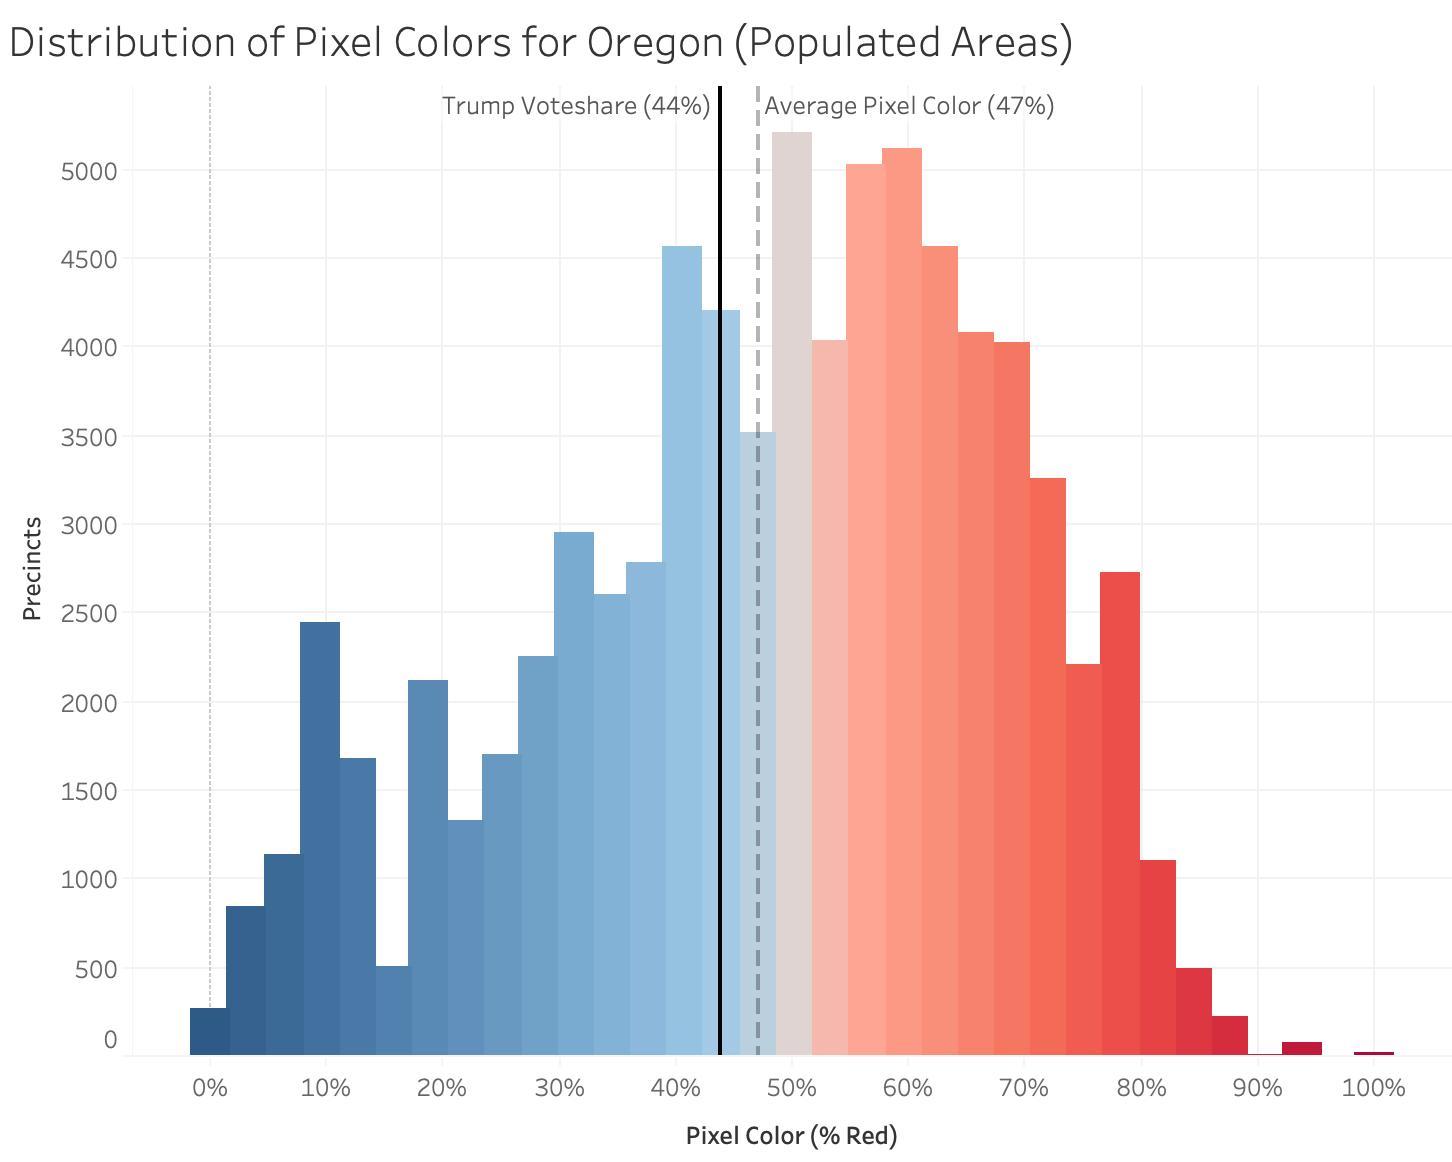 Distribution of Pixel Colors for Oregon (Populated Areas)
Trump Voteshare (44%)
Average Pixel Color (47%)
5000
4500
4000
3500
3000
2500
2000
1500
1000
500
0
Precincts
0% 10% 20% 30% 40% 50% 60% 70% 80% 90% 100%
Pixel Color (% Red)